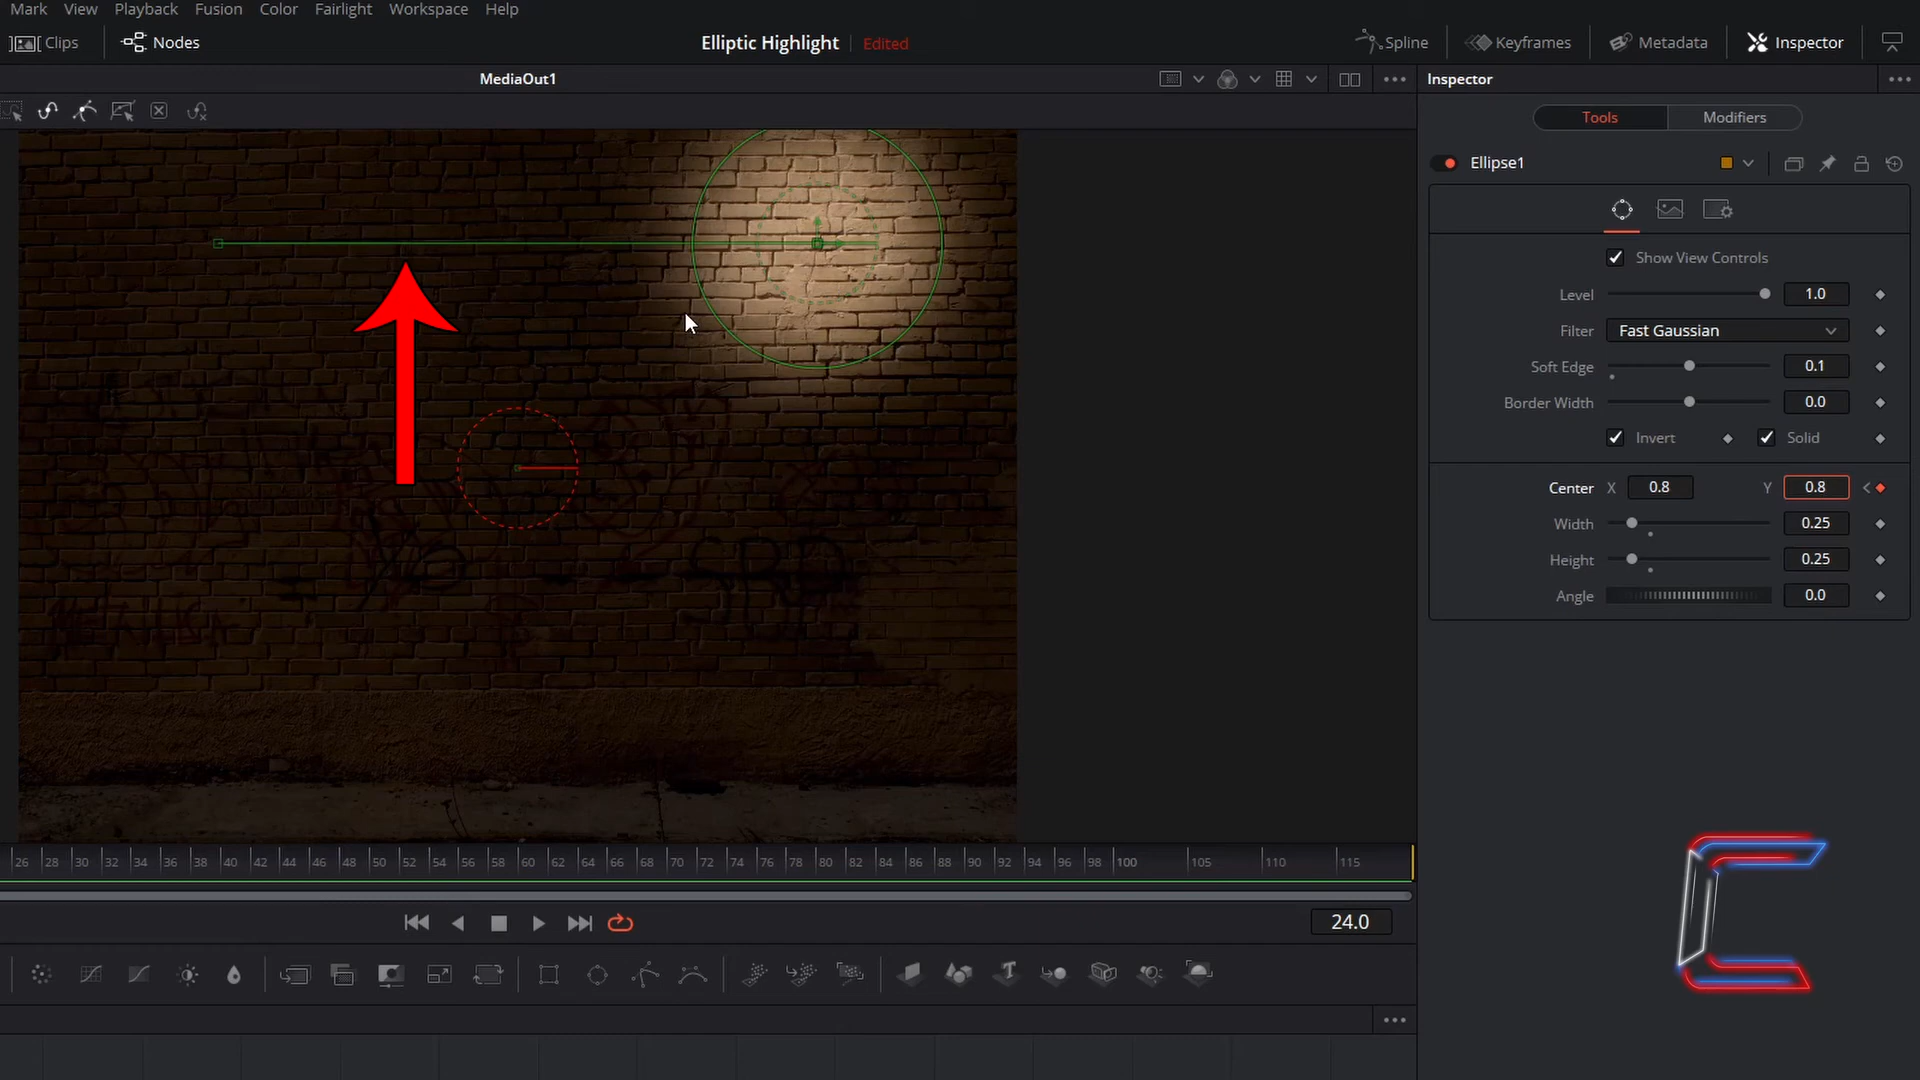 Mark View Playback Fusion Color Fairlight Workspace Help
Clips Nodes Elliptic Highlight Edited Spline Keyframes Metadata Inspector
MediaOut1 Inspector
Tools Modifiers
Ellipse1
Show View Controls
Level 1.0
Filter Fast Gaussian
Soft Edge 0.1
Border Width 0.0
Invert Solid
Center X 0.8 Y 0.8
Width 0.25
Height 0.25
Angle 0.0
26 28 30 32 34 36 38 40 42 44 46 48 50 52 54 56 58 60 62 64 66 68 70 72 74 76 78 80 82 84 86 88 90 92 94 96 98 100 105 110 115
24.0